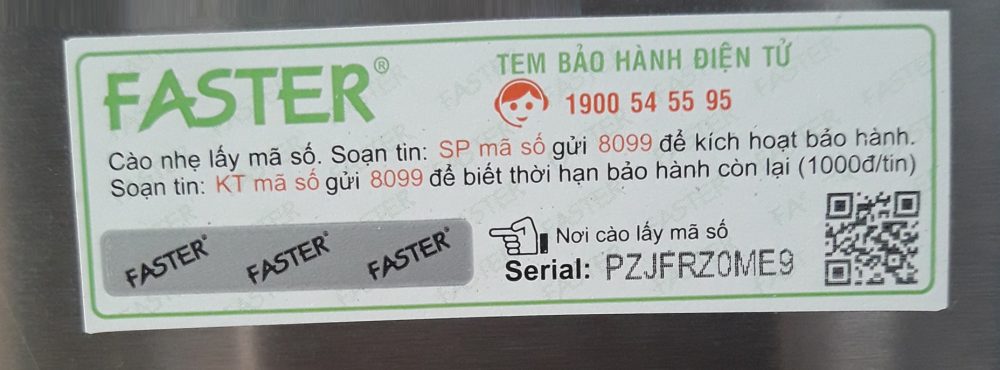 FASTER®
TEM BẢO HÀNH ĐIỆN TỬ
1900 54 55 95
Cào nhẹ lấy mã số. Soạn tin: SP mã số gửi 8099 để kích hoạt bảo hành.
Soạn tin: KT mã số gửi 8099 để biết thời hạn bảo hành còn lại (1000đ/tin)
FASTER® FASTER® FASTER®
Nơi cào lấy mã số
Serial: PZJFRZ0ME9